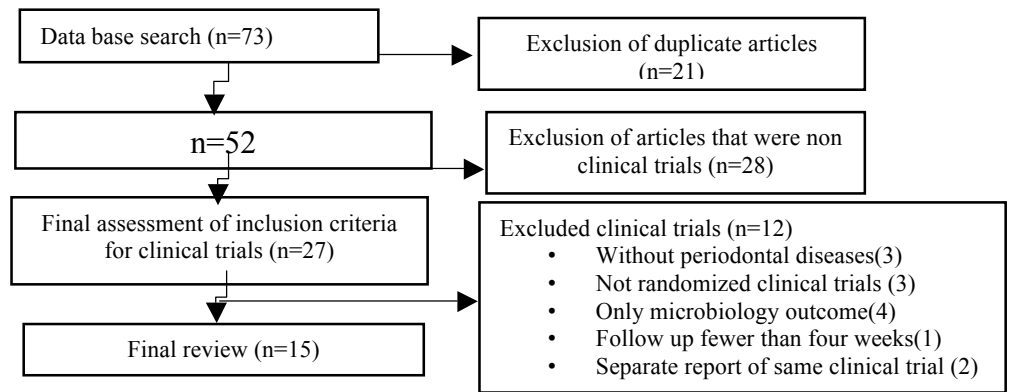 Data base search (n=73)
Exclusion of duplicate articles
(n=21)
n=52
Exclusion of articles that were non
clinical trials (n=28)
Final assessment of inclusion criteria
for clinical trials (n=27)
Excluded clinical trials (n=12)
• Without periodontal diseases(3)
• Not randomized clinical trials (3)
• Only microbiology outcome(4)
• Follow up fewer than four weeks(1)
• Separate report of same clinical trial (2)
Final review (n=15)